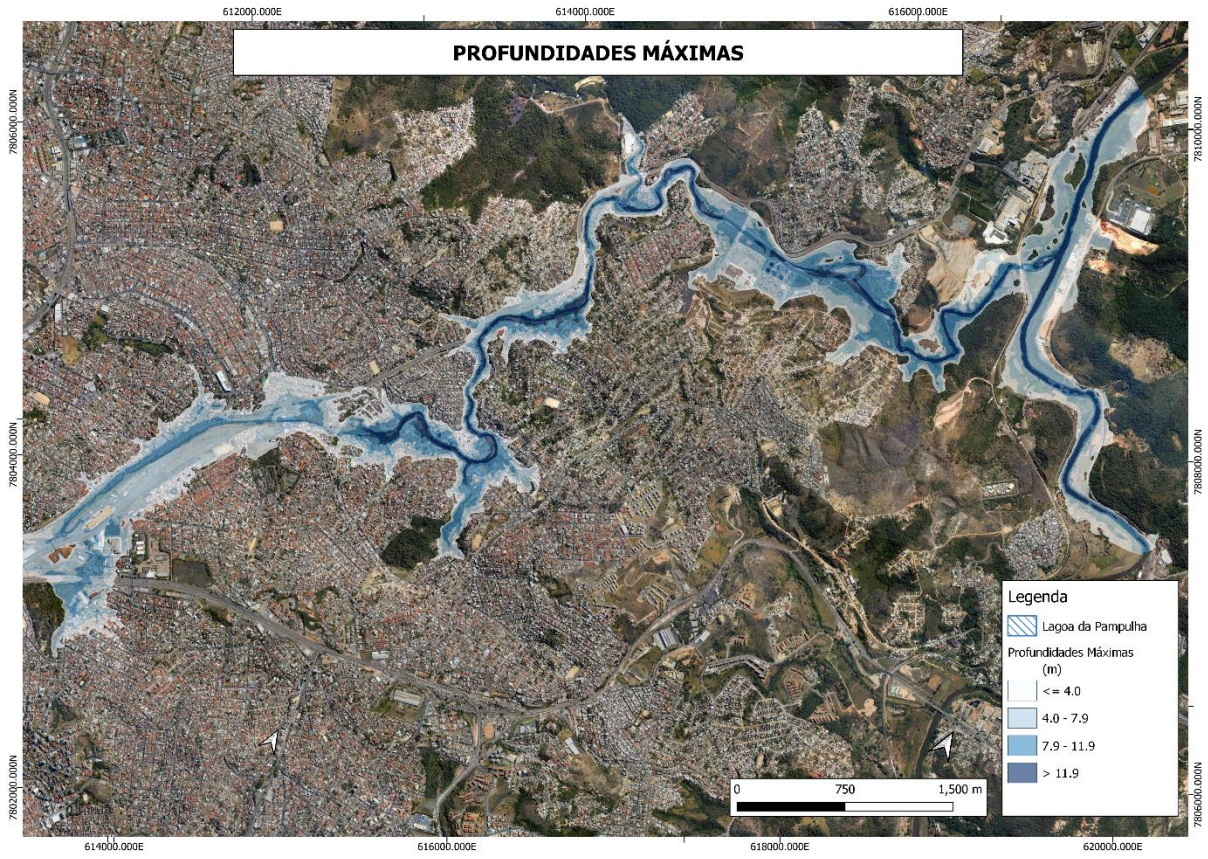 612000.000E
614000.000E
616000.000E
PROFUNDIDADES MÁXIMAS
7806000.000N
7810000.000N
7804000.000N
7808000.000N
Legenda
Lagoa da Pampulha
Profundidades Máximas
(m)
<= 4.0
4.0 - 7.9
7.9 - 11.9
> 11.9
0
750
1,500 m
7802000.000N
7806000.000N
614000.000E
616000.000E
618000.000E
620000.000E